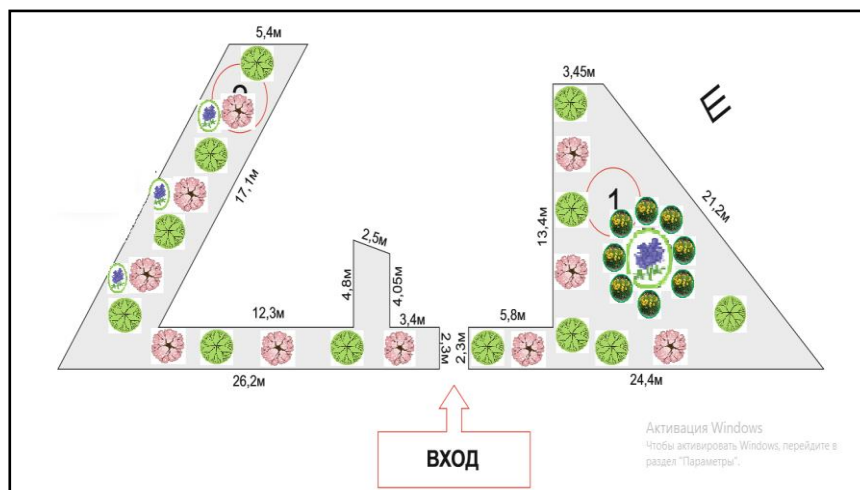 5,4м
3,45м
Ш
17,1м
21,2м
1
13,4м
2,5м
4,8м
4,05м
12,3м
3,4м
5,8м
2,3м
2,3м
26,2м
24,4м
ВХОД
Активация Windows
Чтобы активировать Windows, перейдите в
раздел "Параметры".